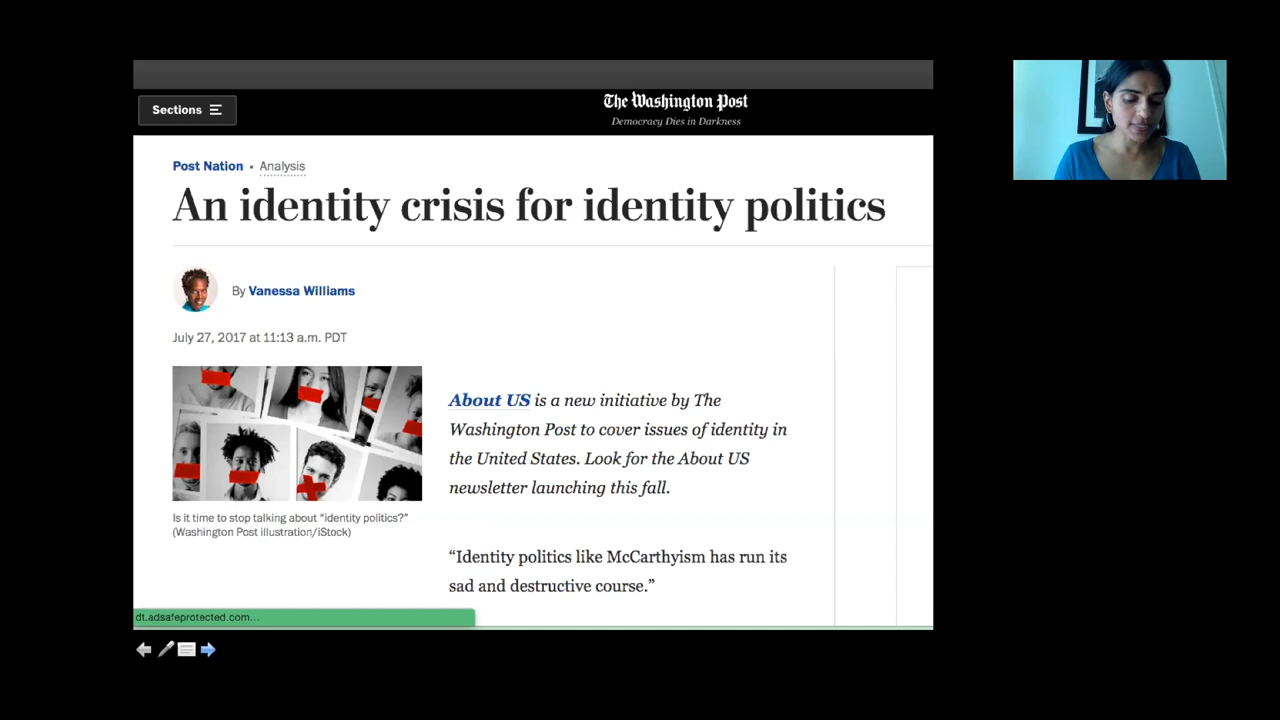 Sections
The Washington Post
Democracy Dies in Darkness
Post Nation • Analysis
An identity crisis for identity politics
By Vanessa Williams
July 27, 2017 at 11:13 a.m. PDT
About US is a new initiative by The
Washington Post to cover issues of identity in
the United States. Look for the About US
newsletter launching this fall.
Is it time to stop talking about “identity politics?”
(Washington Post illustration/iStock)
“Identity politics like McCarthyism has run its
sad and destructive course.”
dt.adsafeprotected.com...